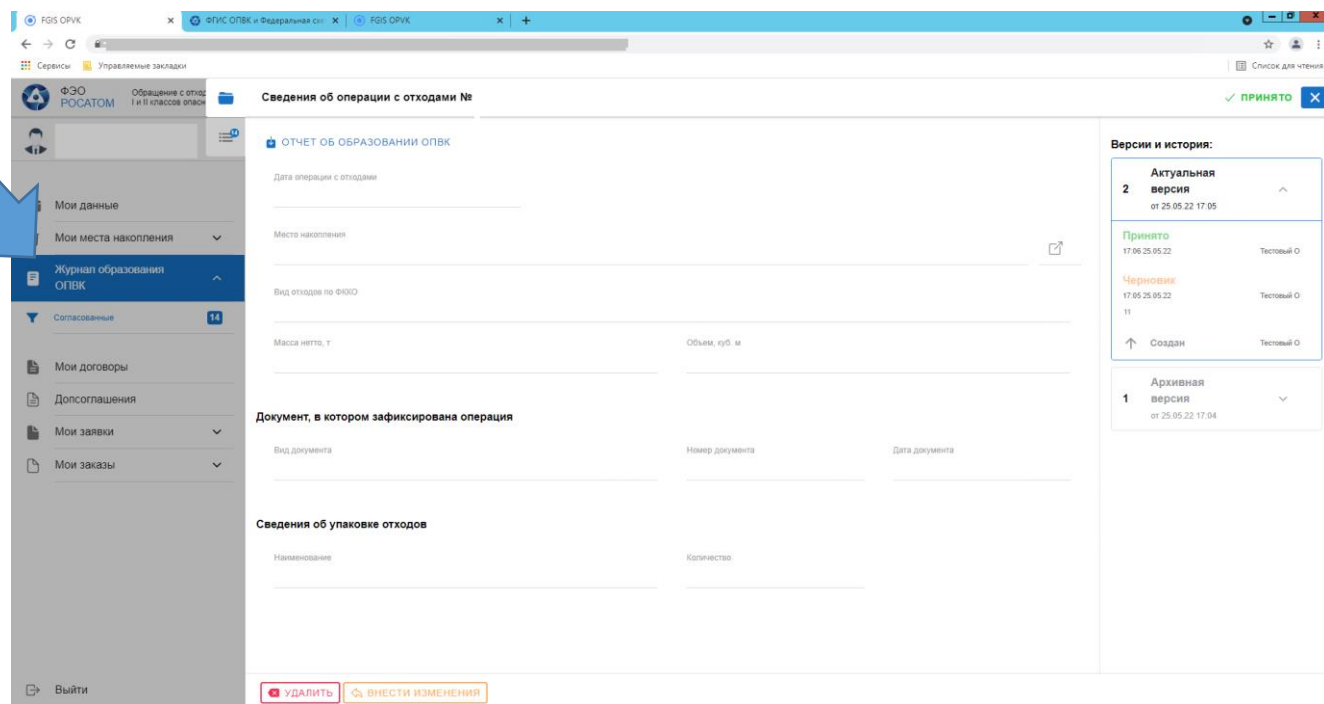 FGIS OPVK
ФГИС ОПВК и Федеральная схе
FGIS OPVK
Сервисы
Управляемые закладки
Список для чтения
ФЭО
РОСАТОМ
Обращение с отход
I и II классов опасн
Сведения об операции с отходами №
ПРИНЯТО
14
ОТЧЕТ ОБ ОБРАЗОВАНИИ ОПВК
Дата операции с отходами
Место накопления
Вид отходов по ФККО
Масса нетто, т
Объем, куб. м
Документ, в котором зафиксирована операция
Вид документа
Номер документа
Дата документа
Сведения об упаковке отходов
Наименование
Количество
Мои данные
Мои места накопления
Журнал образования
ОПВК
Согласованные
14
Мои договоры
Допсоглашения
Мои заявки
Мои заказы
Выйти
УДАЛИТЬ
ВНЕСТИ ИЗМЕНЕНИЯ
Версии и история:
2
Актуальная
версия
от 25.05.22 17:05
Принято
17:06 25.05.22
Тестовый О
Черновик
17:05 25.05.22
Тестовый О
11
Создан
Тестовый О
1
Архивная
версия
от 25.05.22 17:04